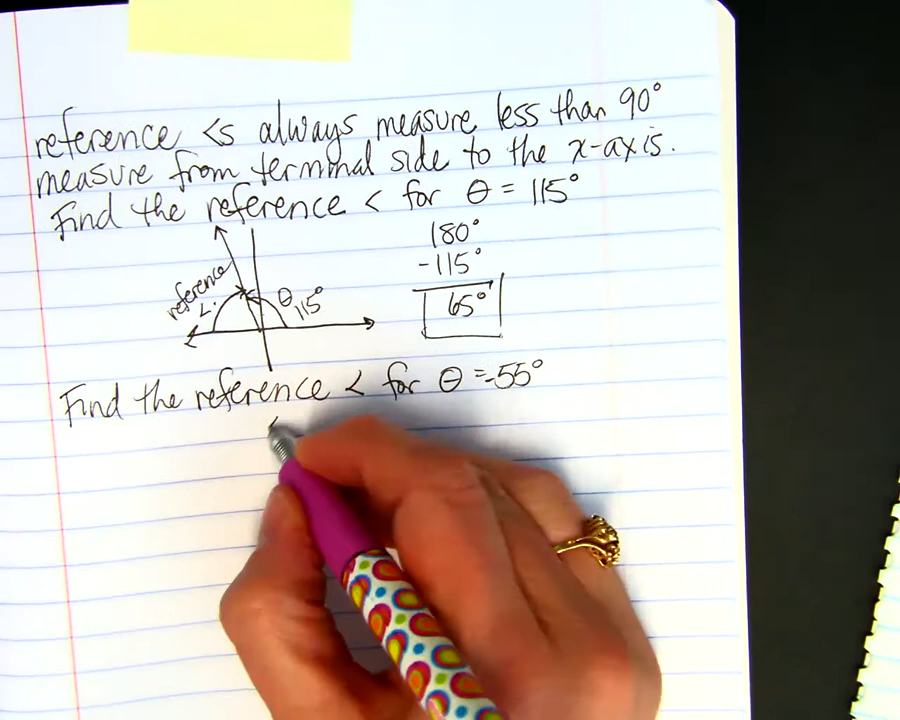 reference <s always measure less than 90°
measure from terminal side to the x-axis.
Find the reference < for θ = 115°
180°
-115°
65°
reference
<
θ
115°
Find the reference < for θ = -55°